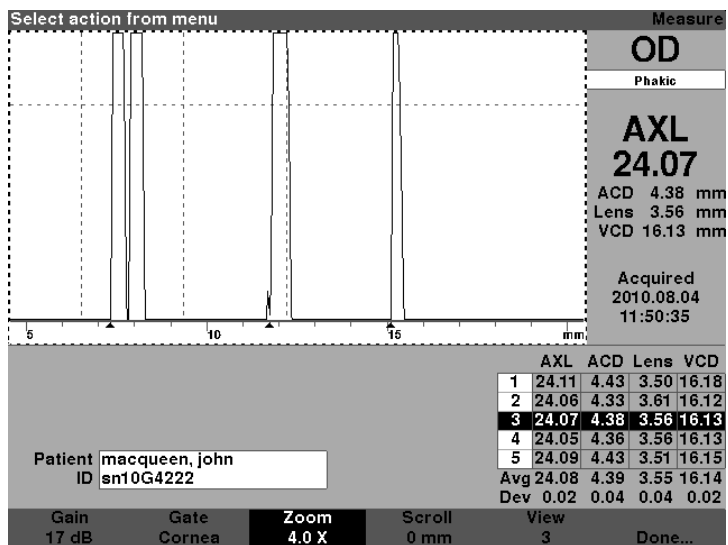 Select action from menu
Measure
OD
Phakic
AXL
24.07
ACD 4.38 mm
Lens 3.56 mm
VCD 16.13 mm
Acquired
2010.08.04
11:50:35
5 10 15 mm
AXL ACD Lens VCD
1 24.11 4.43 3.50 16.18
2 24.06 4.33 3.61 16.12
3 24.07 4.38 3.56 16.13
4 24.05 4.36 3.56 16.13
5 24.09 4.43 3.51 16.15
Avg 24.08 4.39 3.55 16.14
Dev 0.02 0.04 0.04 0.02
Patient macqueen, john
ID sn10G4222
Gain Gate Zoom Scroll View
17 dB Cornea 4.0 X 0 mm 3 Done...